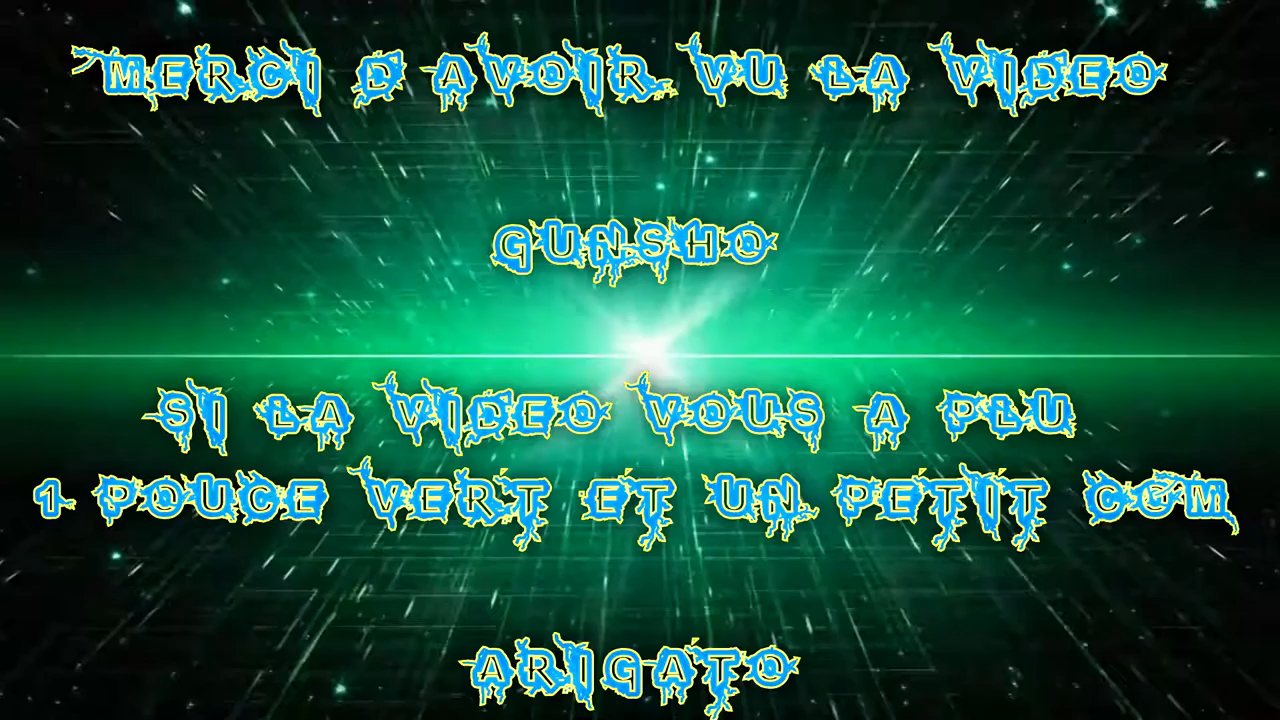 MERCI D AVOIR VU LA VIDEO
GUNSHO
SI LA VIDEO VOUS A PLU
1 POUCE VERT ET UN PETIT COM
ARIGATO